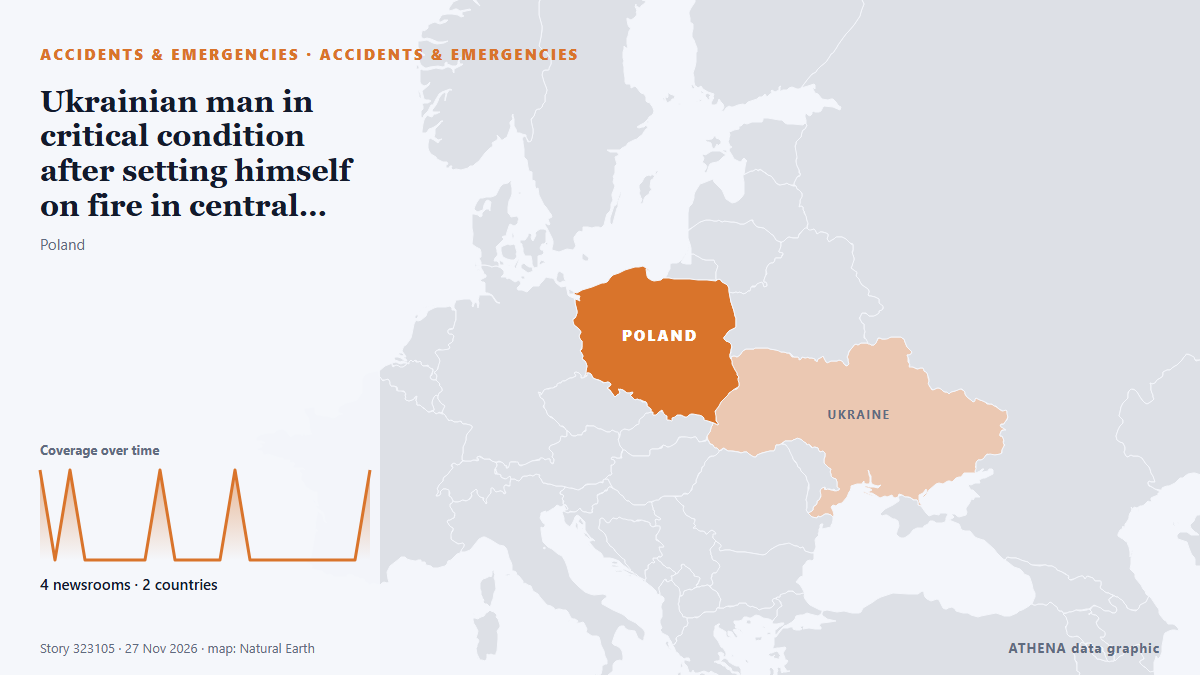 ACCIDENTS & EMERGENCIES · ACCIDENTS & EMERGENCIES
Ukrainian man in
critical condition
after setting himself
on fire in central...
Poland
POLAND
UKRAINE
Coverage over time
4 newsrooms · 2 countries
Story 323105 · 27 Nov 2026 · map: Natural Earth
ATHENA data graphic